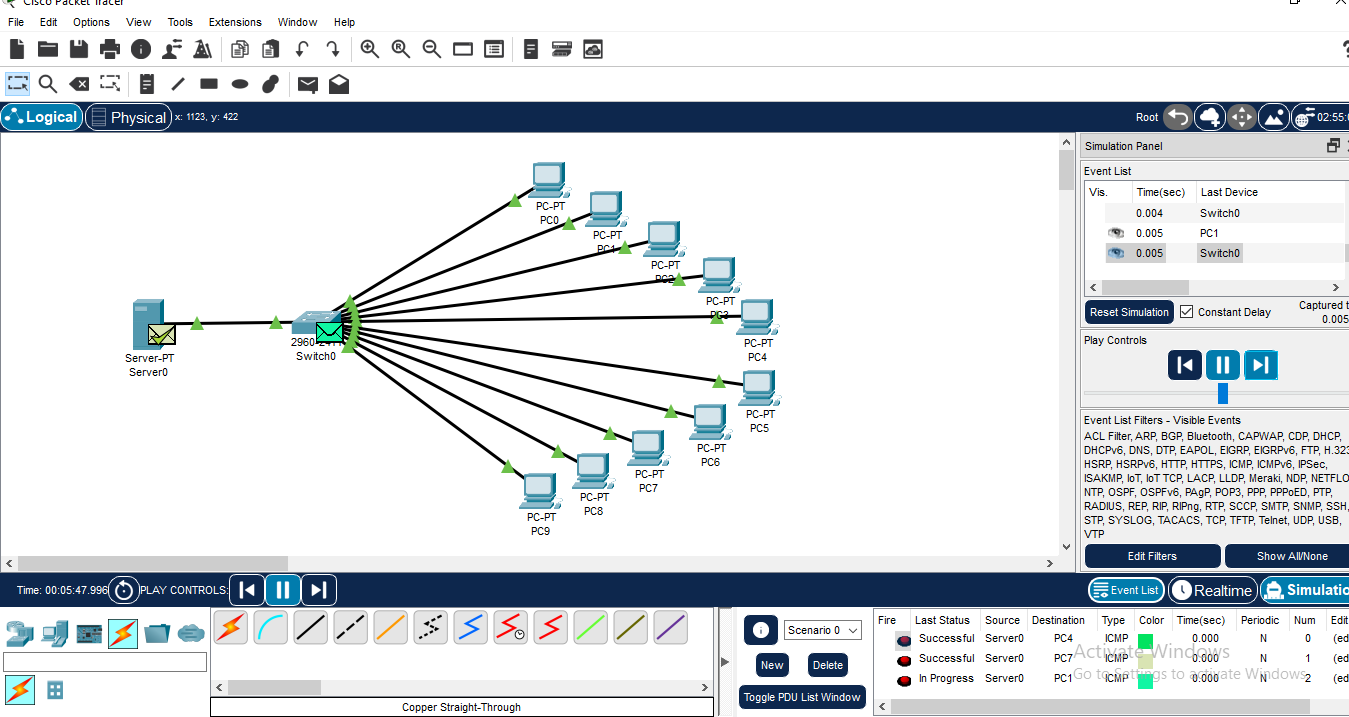 Cisco Packet Tracer
File Edit Options View Tools Extensions Window Help
?
Logical Physical x: 1123, y: 422
Root 02:55:
Simulation Panel
Event List
Vis. Time(sec) Last Device
0.004 Switch0
0.005 PC1
0.005 Switch0
Reset Simulation Constant Delay Captured t
0.005
Play Controls
Event List Filters - Visible Events
ACL Filter, ARP, BGP, Bluetooth, CAPWAP, CDP, DHCP,
DHCPv6, DNS, DTP, EAPOL, EIGRP, EIGRPv6, FTP, H.323
HSRP, HSRPv6, HTTP, HTTPS, ICMP, ICMPv6, IPSec,
ISAKMP, IoT, IoT TCP, LACP, LLDP, Meraki, NDP, NETFLO
NTP, OSPF, OSPFv6, PAgP, POP3, PPP, PPPoED, PTP,
RADIUS, REP, RIP, RIPng, RTP, SCCP, SMTP, SNMP, SSH,
STP, SYSLOG, TACACS, TCP, TFTP, Telnet, UDP, USB,
VTP
Edit Filters Show All/None
PC-PT
PC0
PC-PT
PC1
PC-PT
PC2
PC-PT
PC3
PC-PT
PC4
PC-PT
PC5
PC-PT
PC6
PC-PT
PC7
PC-PT
PC8
PC-PT
PC9
Server-PT
Server0
Switch0
Time: 00:05:47.996 PLAY CONTROLS:
Event List Realtime Simulatio
Copper Straight-Through
Scenario 0
New Delete
Toggle PDU List Window
Fire Last Status Source Destination Type Color Time(sec) Periodic Num Edit
Successful Server0 PC4 ICMP 0.000 N 0 (ed
Successful Server0 PC7 ICMP 0.000 N 1 (ed
In Progress Server0 PC1 ICMP 0.000 N 2 (ed
Activate Windows
Go to Settings to activate Windows.